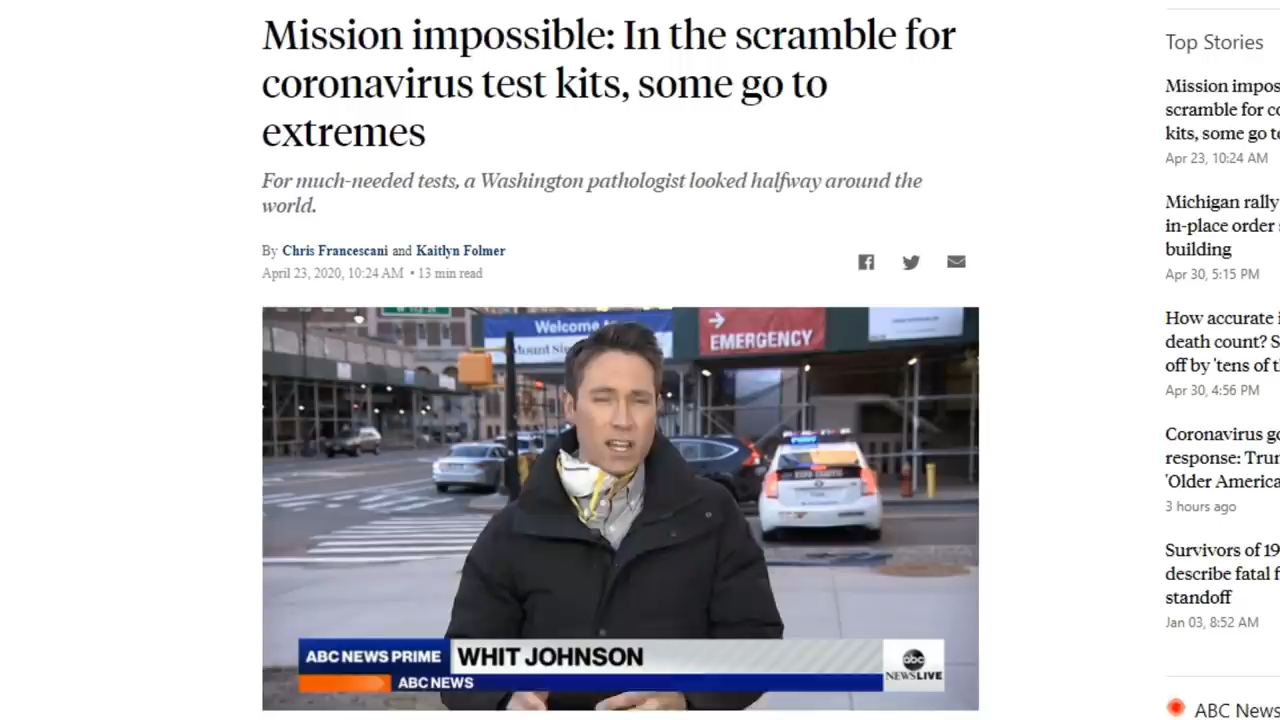 Mission impossible: In the scramble for
coronavirus test kits, some go to
extremes
For much-needed tests, a Washington pathologist looked halfway around the
world.
By Chris Francescani and Kaitlyn Folmer
April 23, 2020, 10:24 AM • 13 min read
Welcome to
EMERGENCY
ABC NEWS PRIME
WHIT JOHNSON
ABC NEWS
abc
NEWS LIVE
Top Stories
Mission impos
scramble for co
kits, some go to
Apr 23, 10:24 AM
Michigan rally
in-place order
building
Apr 30, 5:15 PM
How accurate i
death count? S
off by 'tens of t
Apr 30, 4:56 PM
Coronavirus go
response: Tru
'Older America
3 hours ago
Survivors of 19
describe fatal f
standoff
Jan 03, 8:52 AM
ABC News